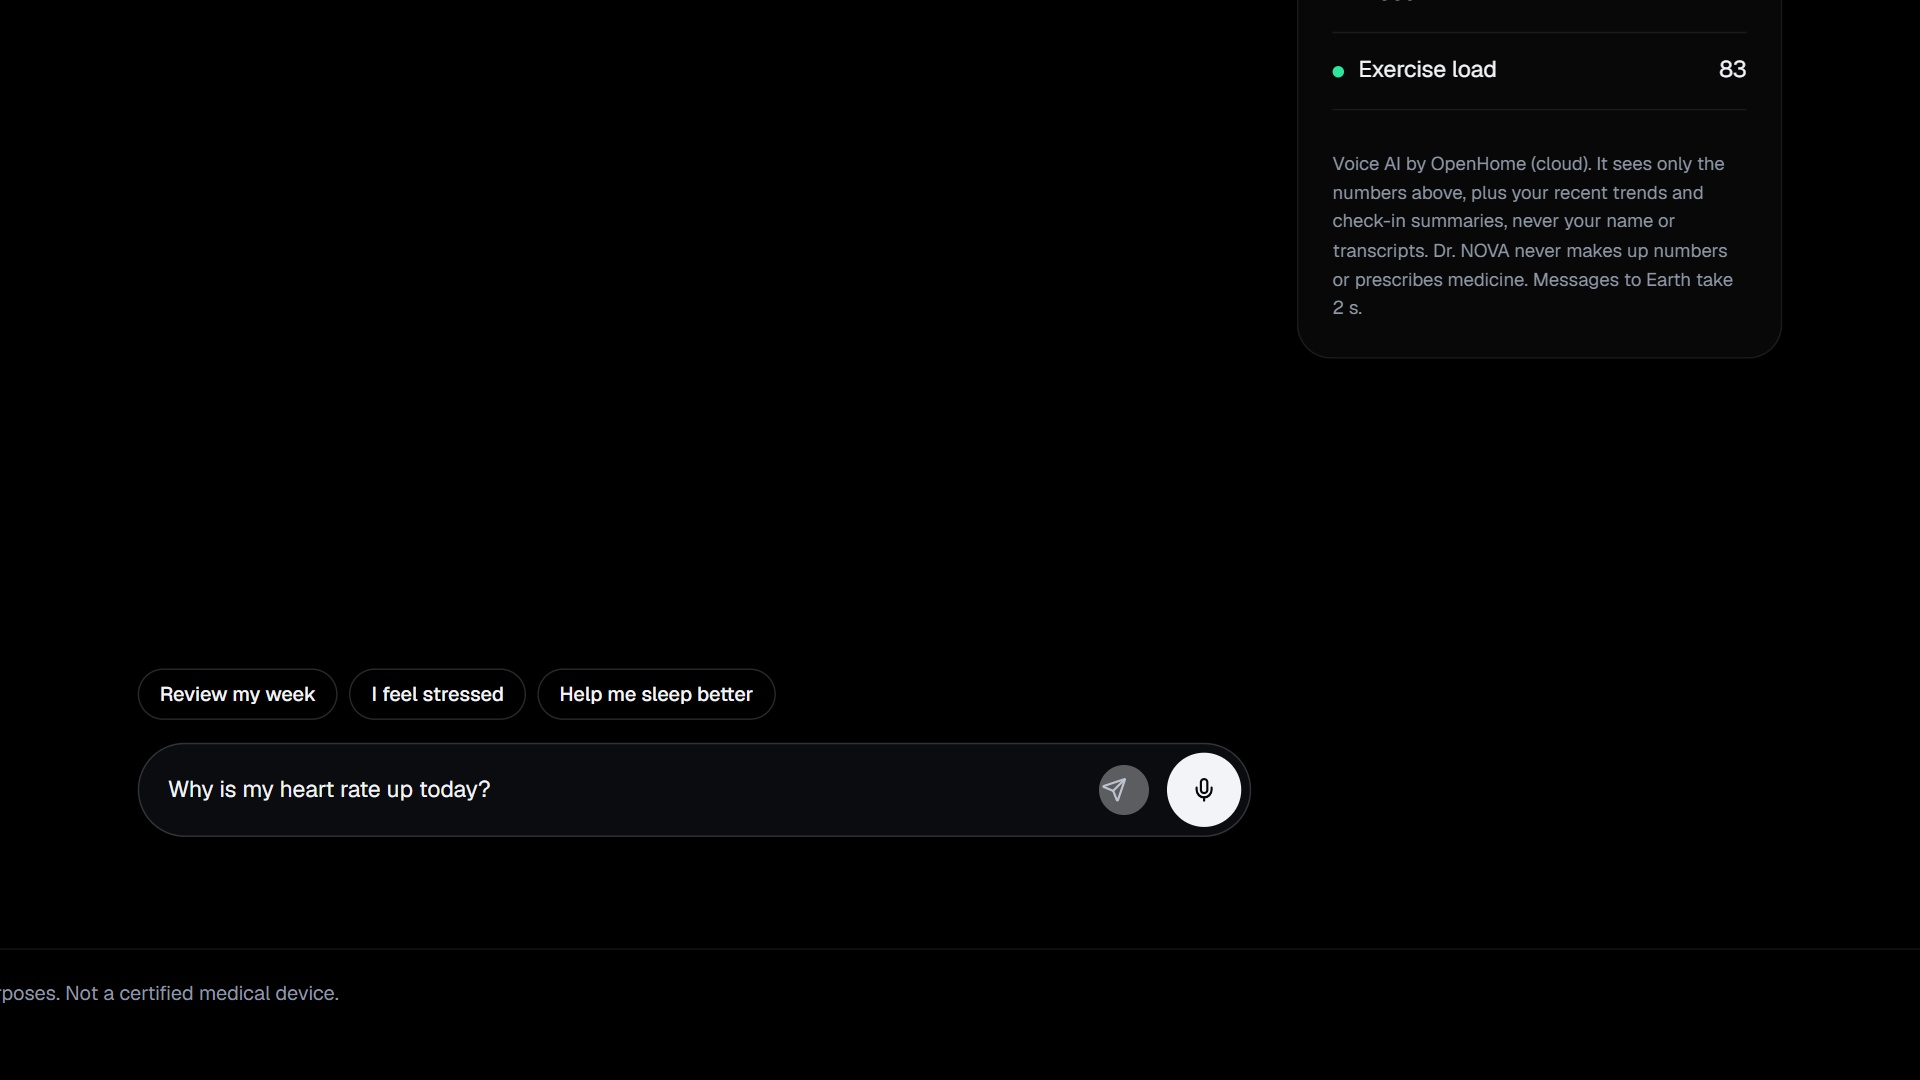 Exercise load 83
Voice AI by OpenHome (cloud). It sees only the
numbers above, plus your recent trends and
check-in summaries, never your name or
transcripts. Dr. NOVA never makes up numbers
or prescribes medicine. Messages to Earth take
2 s.
Review my week
I feel stressed
Help me sleep better
Why is my heart rate up today?
Not a certified medical device.